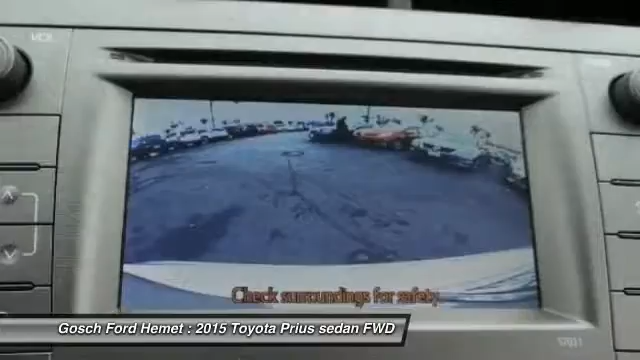 Check surroundings for safety
Gosch Ford Hemet : 2015 Toyota Prius sedan FWD